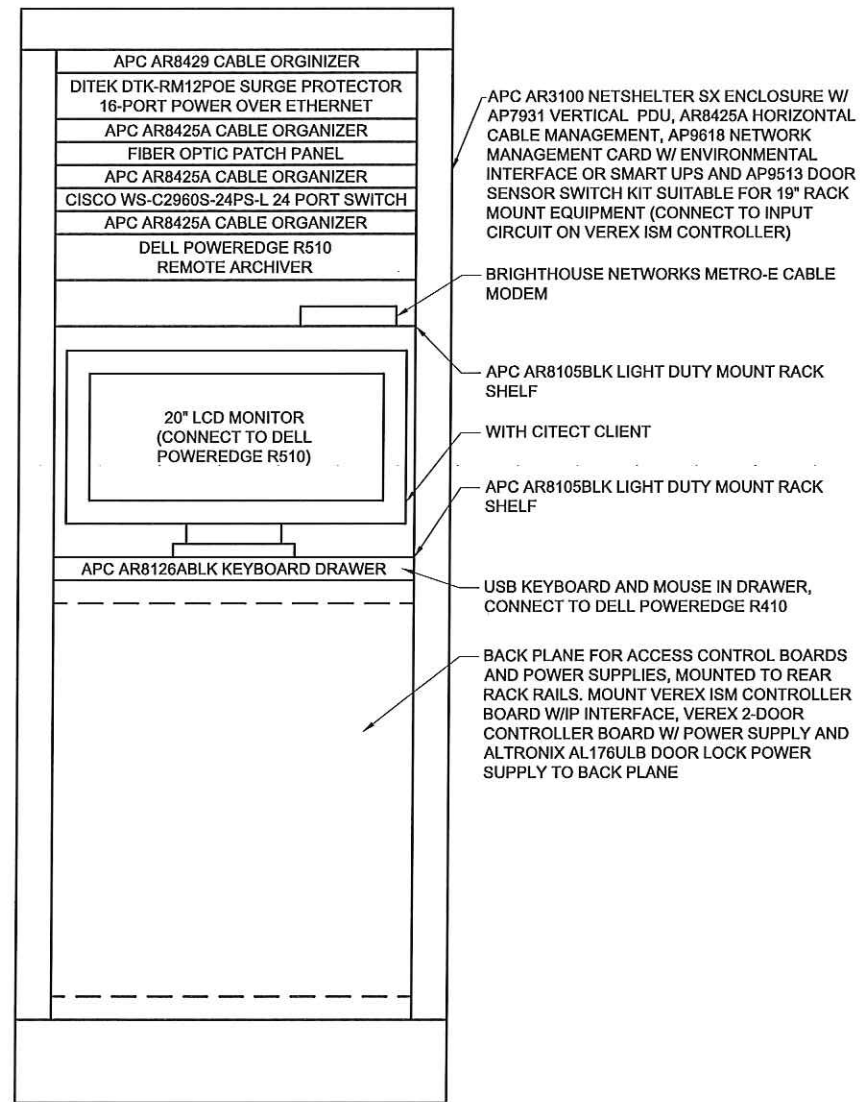 APC AR8429 CABLE ORGINIZER
DITEK DTK-RM12POE SURGE PROTECTOR
16-PORT POWER OVER ETHERNET
APC AR8425A CABLE ORGANIZER
FIBER OPTIC PATCH PANEL
APC AR8425A CABLE ORGANIZER
CISCO WS-C2960S-24PS-L 24 PORT SWITCH
APC AR8425A CABLE ORGANIZER
DELL POWEREDGE R510
REMOTE ARCHIVER
20" LCD MONITOR
(CONNECT TO DELL
POWEREDGE R510)
APC AR8126ABLK KEYBOARD DRAWER
APC AR3100 NETSHELTER SX ENCLOSURE W/
AP7931 VERTICAL PDU, AR8425A HORIZONTAL
CABLE MANAGEMENT, AP9618 NETWORK
MANAGEMENT CARD W/ ENVIRONMENTAL
INTERFACE OR SMART UPS AND AP9513 DOOR
SENSOR SWITCH KIT SUITABLE FOR 19" RACK
MOUNT EQUIPMENT (CONNECT TO INPUT
CIRCUIT ON VEREX ISM CONTROLLER)
BRIGHTHOUSE NETWORKS METRO-E CABLE
MODEM
APC AR8105BLK LIGHT DUTY MOUNT RACK
SHELF
WITH CITECT CLIENT
APC AR8105BLK LIGHT DUTY MOUNT RACK
SHELF
USB KEYBOARD AND MOUSE IN DRAWER,
CONNECT TO DELL POWEREDGE R410
BACK PLANE FOR ACCESS CONTROL BOARDS
AND POWER SUPPLIES, MOUNTED TO REAR
RACK RAILS. MOUNT VEREX ISM CONTROLLER
BOARD W/IP INTERFACE, VEREX 2-DOOR
CONTROLLER BOARD W/ POWER SUPPLY AND
ALTRONIX AL176ULB DOOR LOCK POWER
SUPPLY TO BACK PLANE